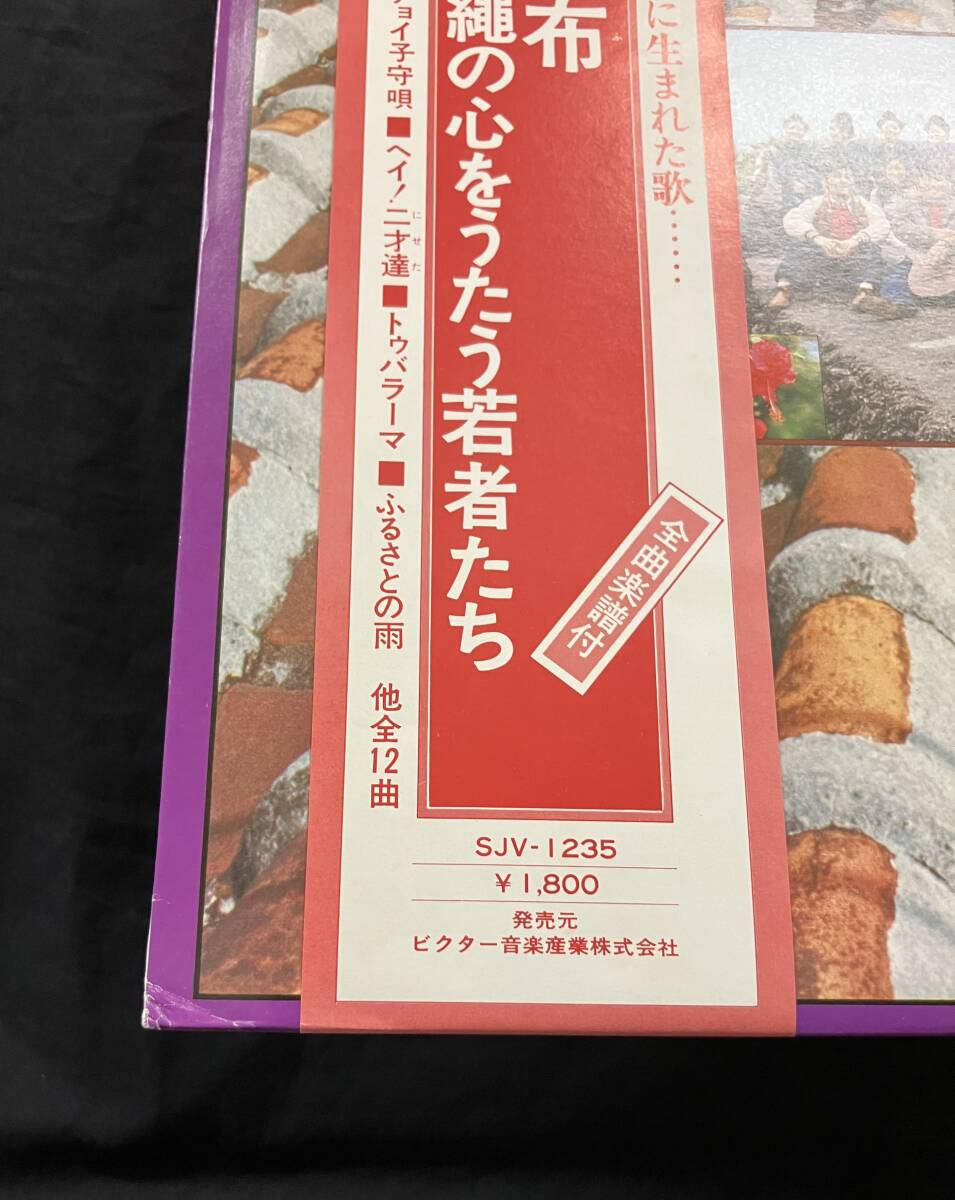 に生まれた歌‥‥‥
布
縄の心をうたう若者たち
ョイ子守唄■ヘイ!二才達■トゥバラーマ■ふるさとの雨 他全12曲
にせた
全曲楽譜付
SJV-1235
¥1,800
発売元
ビクター音楽産業株式会社